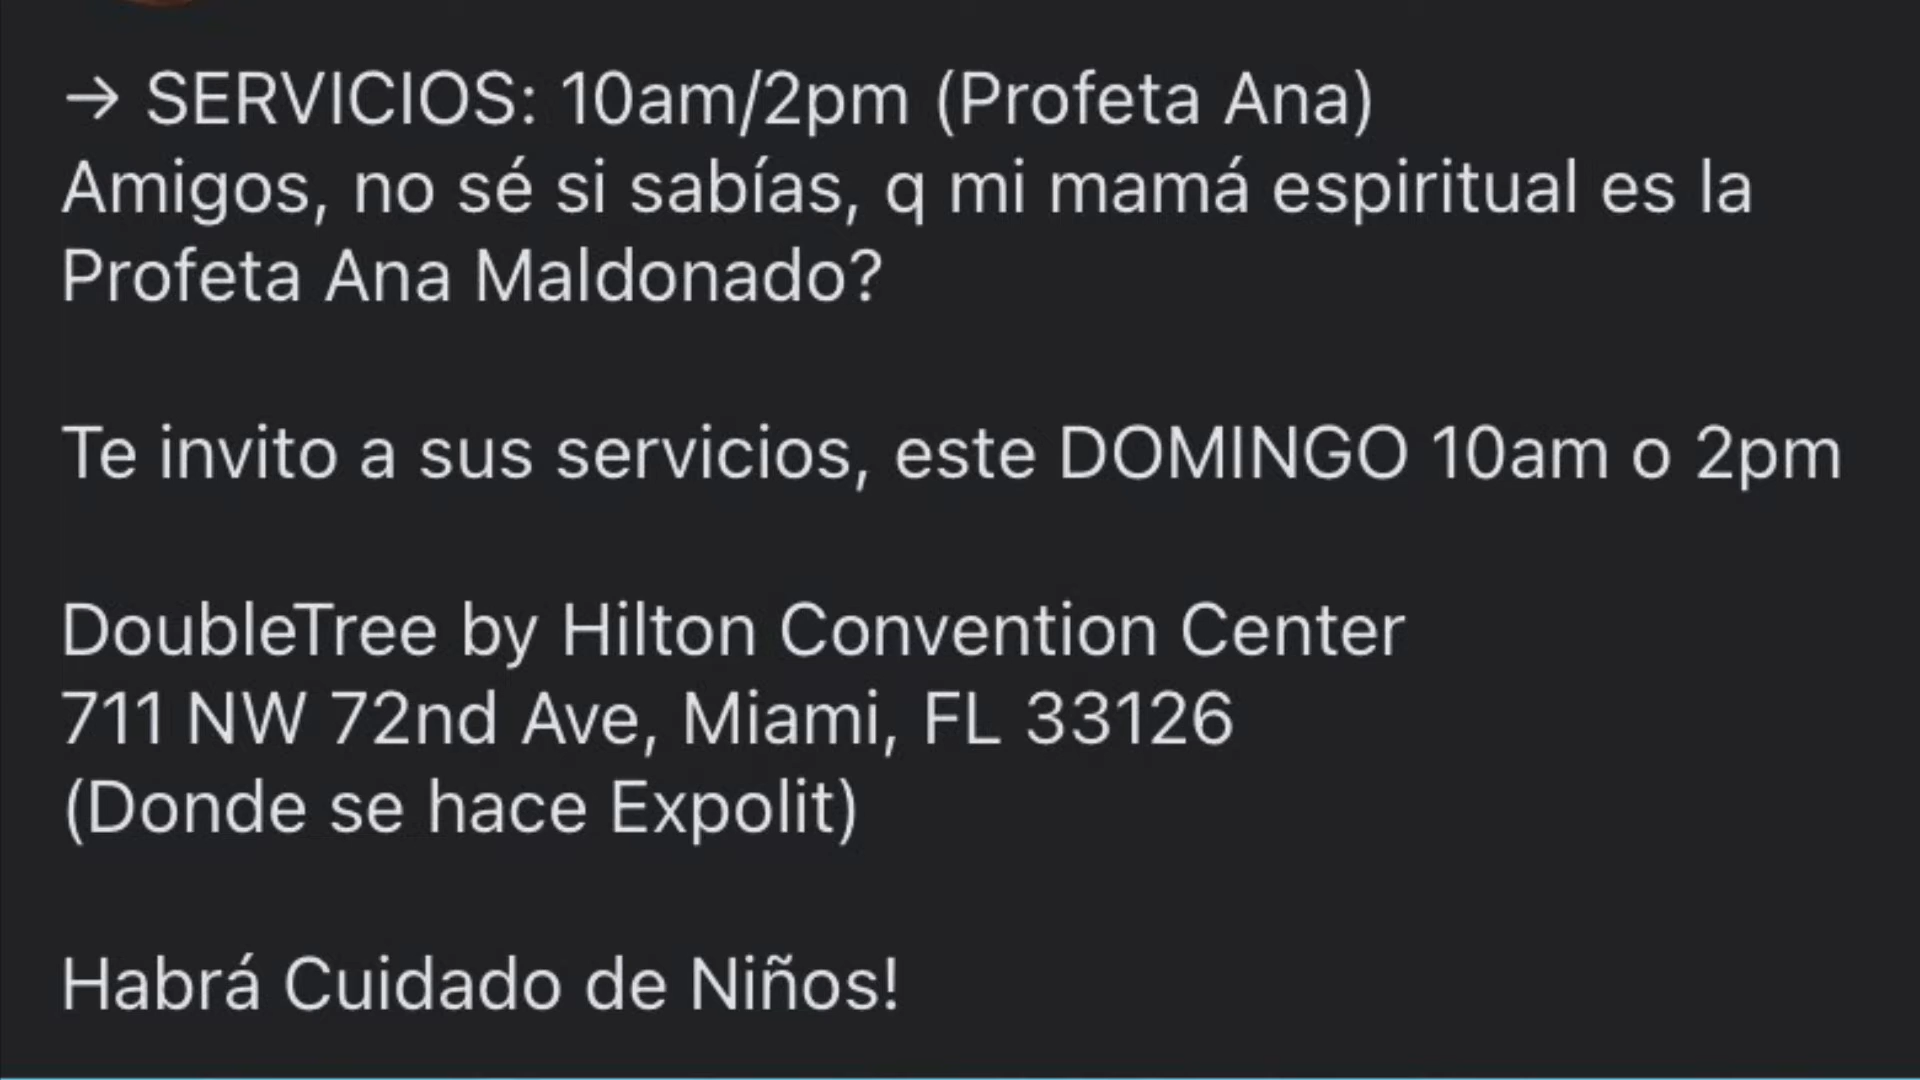 → SERVICIOS: 10am/2pm (Profeta Ana)
Amigos, no sé si sabías, q mi mamá espiritual es la
Profeta Ana Maldonado?
Te invito a sus servicios, este DOMINGO 10am o 2pm
DoubleTree by Hilton Convention Center
711 NW 72nd Ave, Miami, FL 33126
(Donde se hace Expolit)
Habrá Cuidado de Niños!